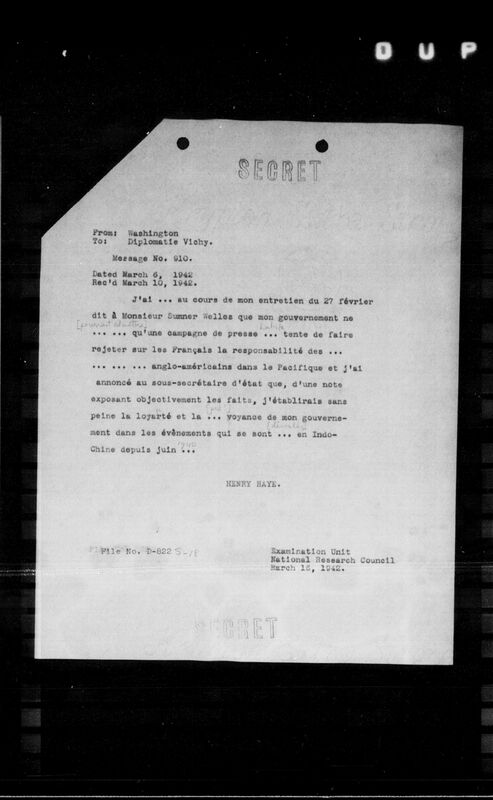 DUP
SECRET
From: Washington
To: Diplomatie Vichy.
Message No. 910.
Dated March 6, 1942
Rec'd March 10, 1942.
J'ai ... au cours de mon entretien du 27 février
dit à Monsieur Sumner Welles que mon gouvernement ne
... ... qu'une campagne de presse ... tente de faire
rejeter sur les Français la responsabilité des ...
... ... ... anglo-américains dans le Pacifique et j'ai
annoncé au sous-secrétaire d'état que, d'une note
exposant objectivement les faits, j'établirais sans
peine la loyarté et la ... voyance de mon gouverne-
ment dans les évènements qui se sont ... en Indo-
Chine depuis juin ...
1940
HENRY HAYE.
File No. D-822
Examination Unit
National Research Council
March 16, 1942.
SECRET